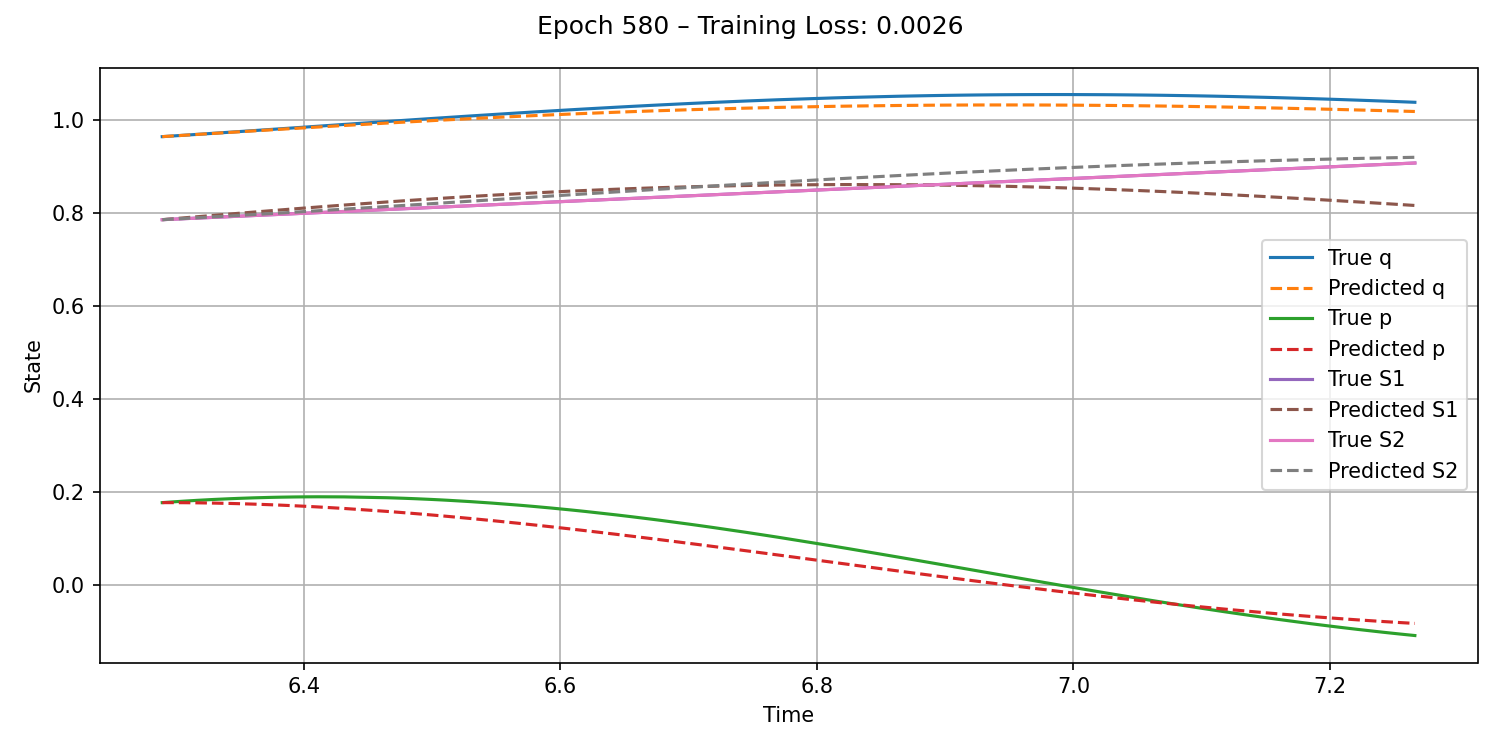 Epoch 580 – Training Loss: 0.0026
1.0
0.8
0.6
0.4
0.2
0.0
State
True q
Predicted q
True p
Predicted p
True S1
Predicted S1
True S2
Predicted S2
6.4 6.6 6.8 7.0 7.2
Time